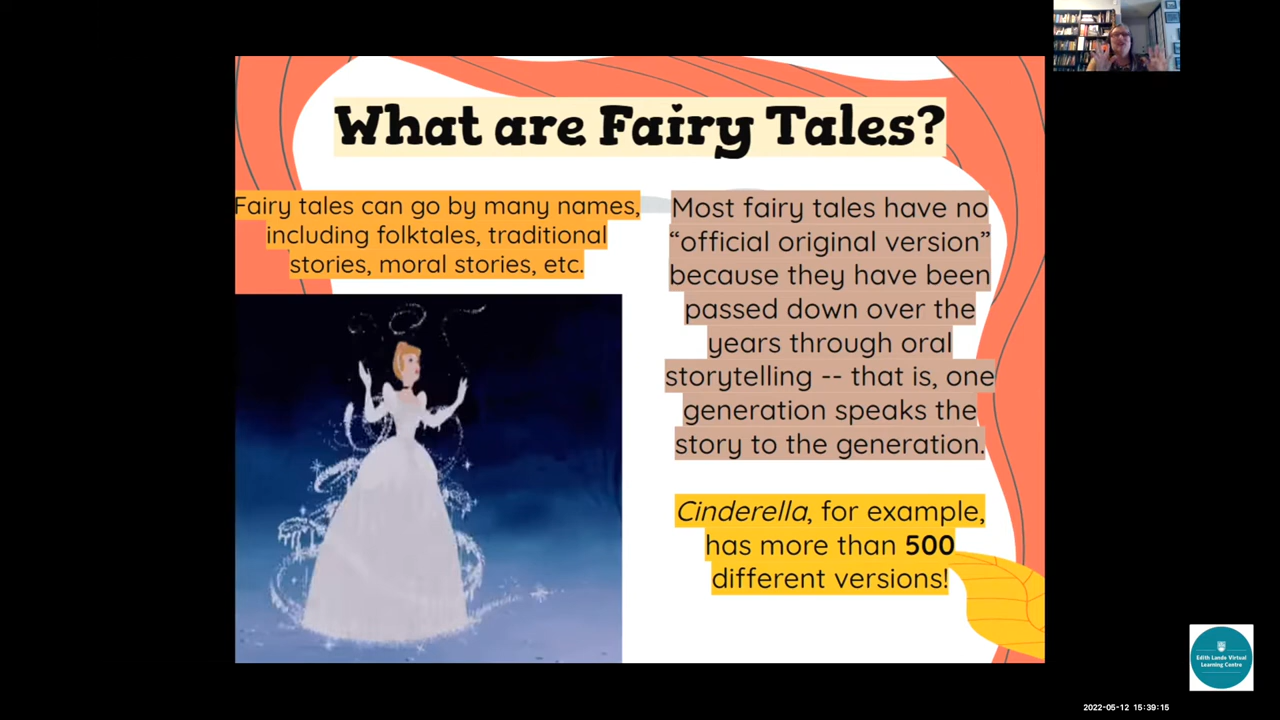 What are Fairy Tales?
Fairy tales can go by many names,
including folktales, traditional
stories, moral stories, etc.
Most fairy tales have no
“official original version”
because they have been
passed down over the
years through oral
storytelling -- that is, one
generation speaks the
story to the generation.
Cinderella, for example,
has more than 500
different versions!
Edith Lando Virtual
Learning Centre
2022-05-12 15:39:15